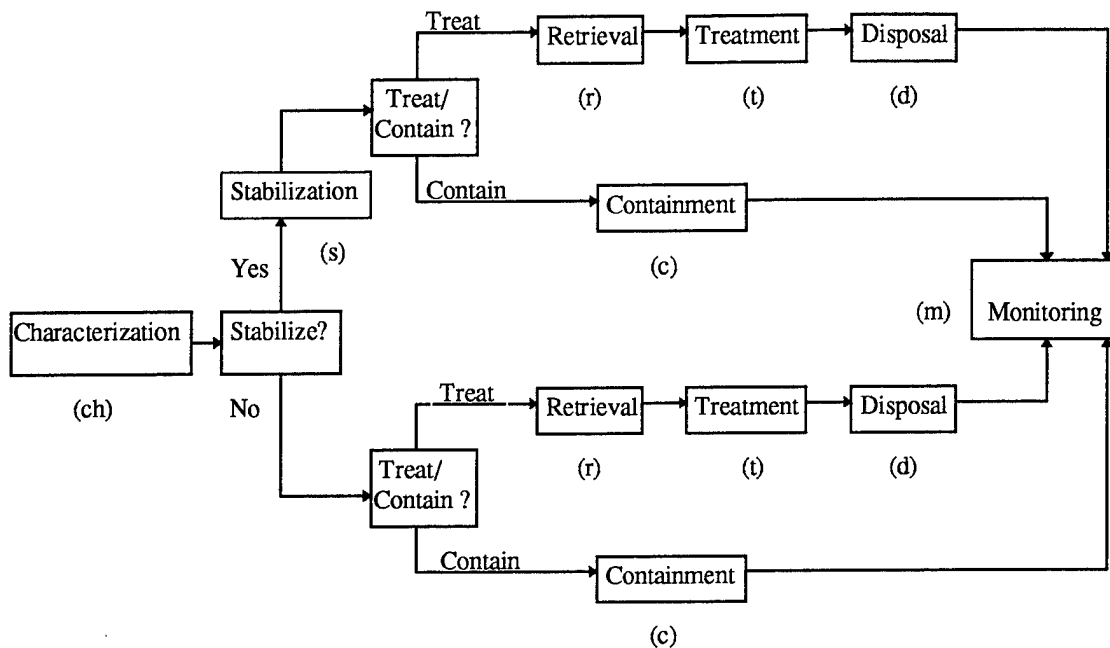 Treat
Retrieval
Treatment
Disposal
(r)
(t)
(d)
Treat/
Contain ?
Contain
Containment
(c)
Stabilization
(s)
Yes
Characterization
(ch)
Stabilize?
No
(m)
Monitoring
Treat
Retrieval
Treatment
Disposal
(r)
(t)
(d)
Treat/
Contain ?
Contain
Containment
(c)